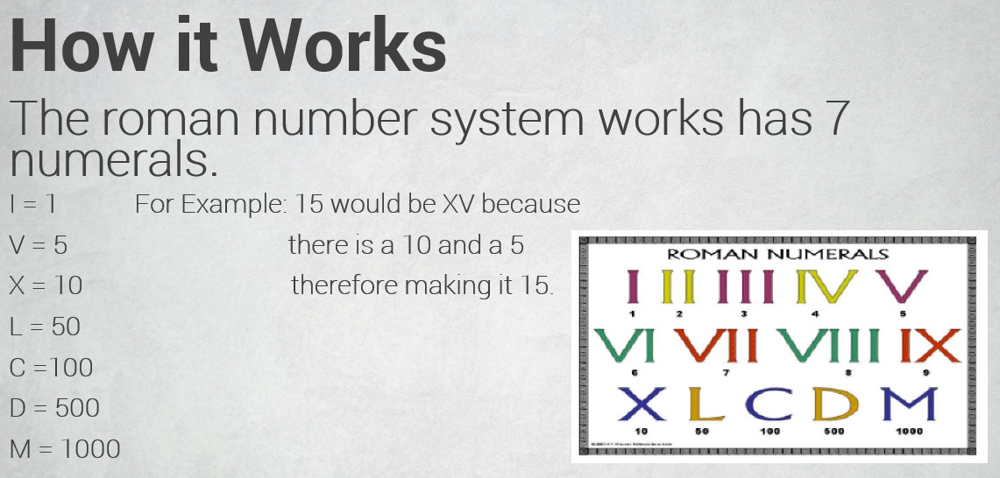 How it Works
The roman number system works has 7
numerals.
I = 1 For Example: 15 would be XV because
V = 5 there is a 10 and a 5
X = 10 therefore making it 15.
L = 50
C =100
D = 500
M = 1000
ROMAN NUMERALS
I II III IV V
1 2 3 4 5
VI VII VIII IX
6 7 8 9
X L C D M
10 50 100 500 1000